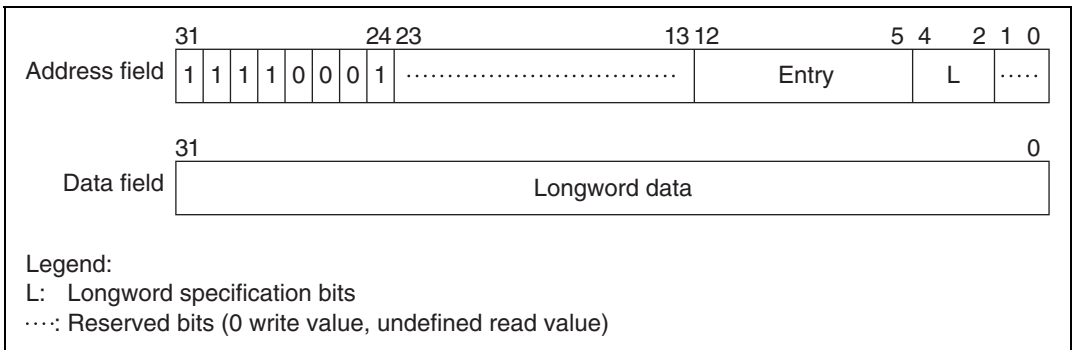 31 24 23 13 12 5 4 2 1 0
Address field 1 1 1 1 0 0 0 1 ································ Entry L ·····
31 0
Data field Longword data
Legend:
L: Longword specification bits
····: Reserved bits (0 write value, undefined read value)